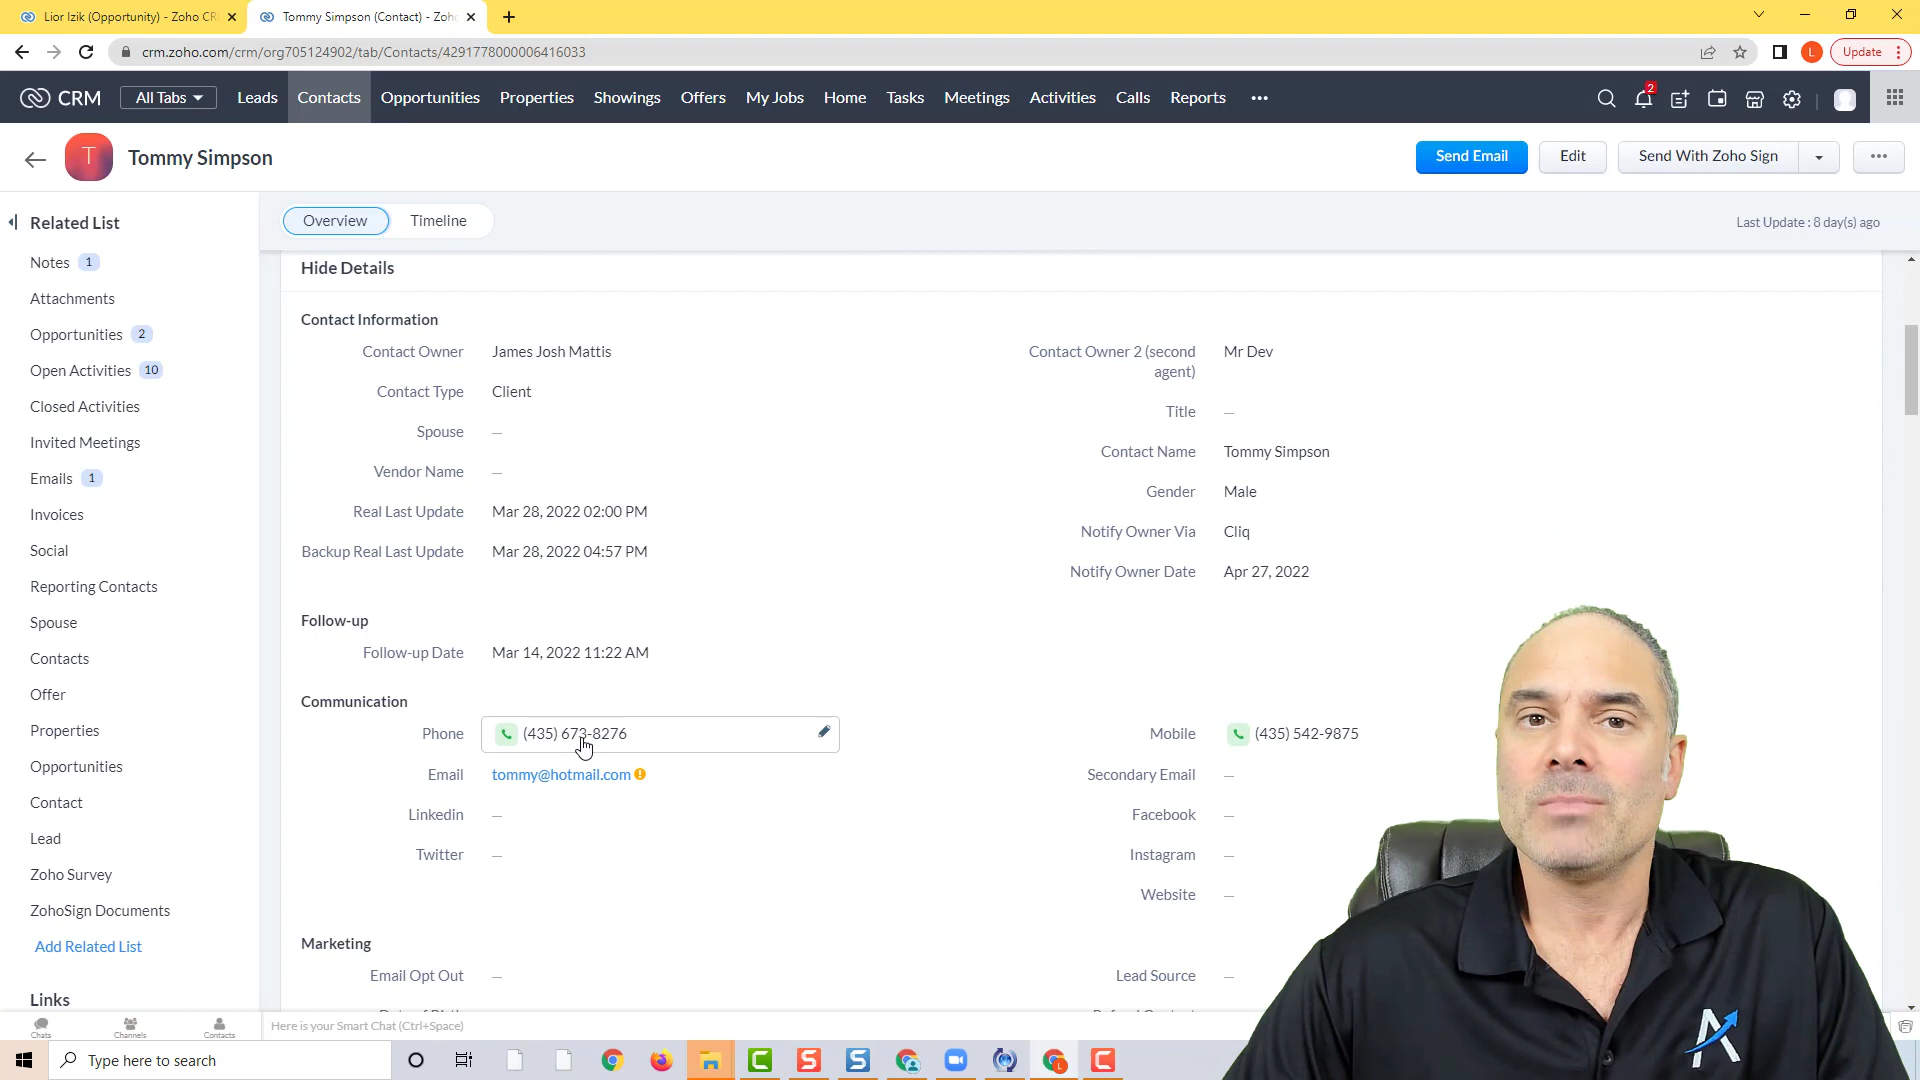 Lior Izik (Opportunity) - Zoho CR
Tommy Simpson (Contact) - Zoh
crm.zoho.com/crm/org705124902/tab/Contacts/4291778000006416033
L
Update
CRM
All Tabs
Leads
Contacts
Opportunities
Properties
Showings
Offers
My Jobs
Home
Tasks
Meetings
Activities
Calls
Reports
2
T
Tommy Simpson
Send Email
Edit
Send With Zoho Sign
Related List
Notes 1
Attachments
Opportunities 2
Open Activities 10
Closed Activities
Invited Meetings
Emails 1
Invoices
Social
Reporting Contacts
Spouse
Contacts
Offer
Properties
Opportunities
Contact
Lead
Zoho Survey
ZohoSign Documents
Add Related List
Links
Overview
Timeline
Last Update : 8 day(s) ago
Hide Details
Contact Information
Contact Owner James Josh Mattis
Contact Type Client
Spouse —
Vendor Name —
Real Last Update Mar 28, 2022 02:00 PM
Backup Real Last Update Mar 28, 2022 04:57 PM
Contact Owner 2 (second
agent) Mr Dev
Title —
Contact Name Tommy Simpson
Gender Male
Notify Owner Via Cliq
Notify Owner Date Apr 27, 2022
Follow-up
Follow-up Date Mar 14, 2022 11:22 AM
Communication
Phone (435) 673-8276
Email tommy@hotmail.com
Linkedin —
Twitter —
Mobile (435) 542-9875
Secondary Email —
Facebook —
Instagram —
Website —
Marketing
Email Opt Out —
Lead Source —
Chats
Channels
Contacts
Here is your Smart Chat (Ctrl+Space)
Type here to search